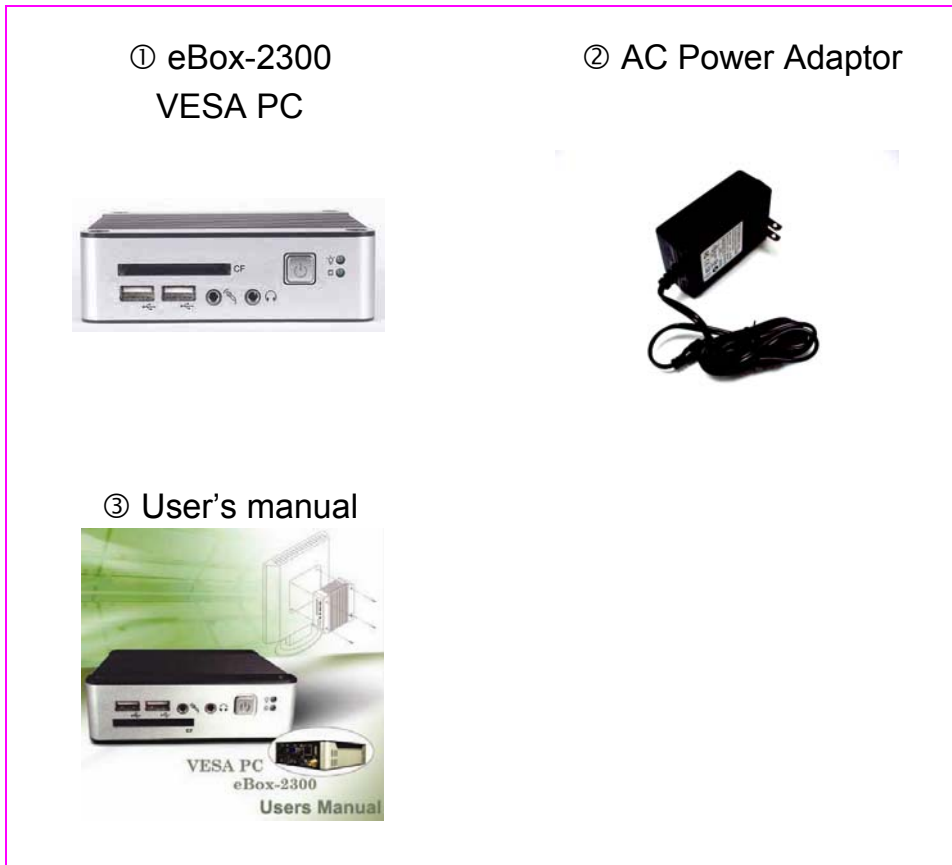 ① eBox-2300
VESA PC
② AC Power Adaptor
CF
③ User’s manual
CF
VESA PC
eBox-2300
Users Manual